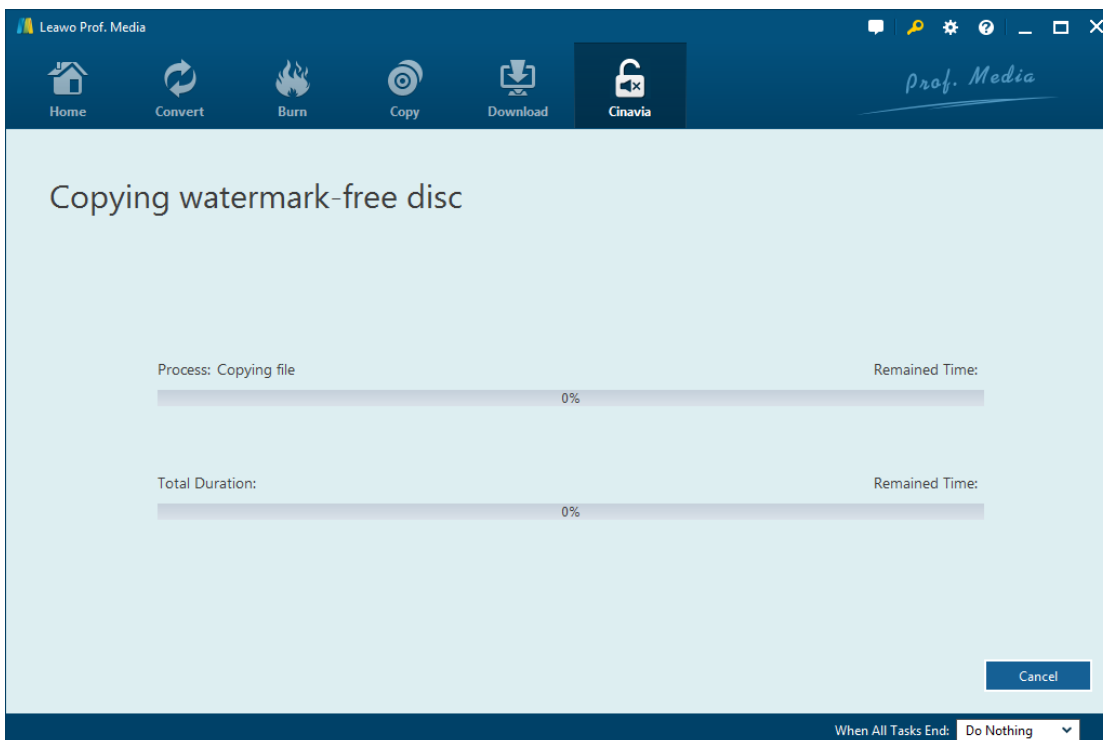 Leawo Prof. Media
Home Convert Burn Copy Download Cinavia
Prof. Media
Copying watermark-free disc
Process: Copying file Remained Time:
0%
Total Duration: Remained Time:
0%
Cancel
When All Tasks End: Do Nothing